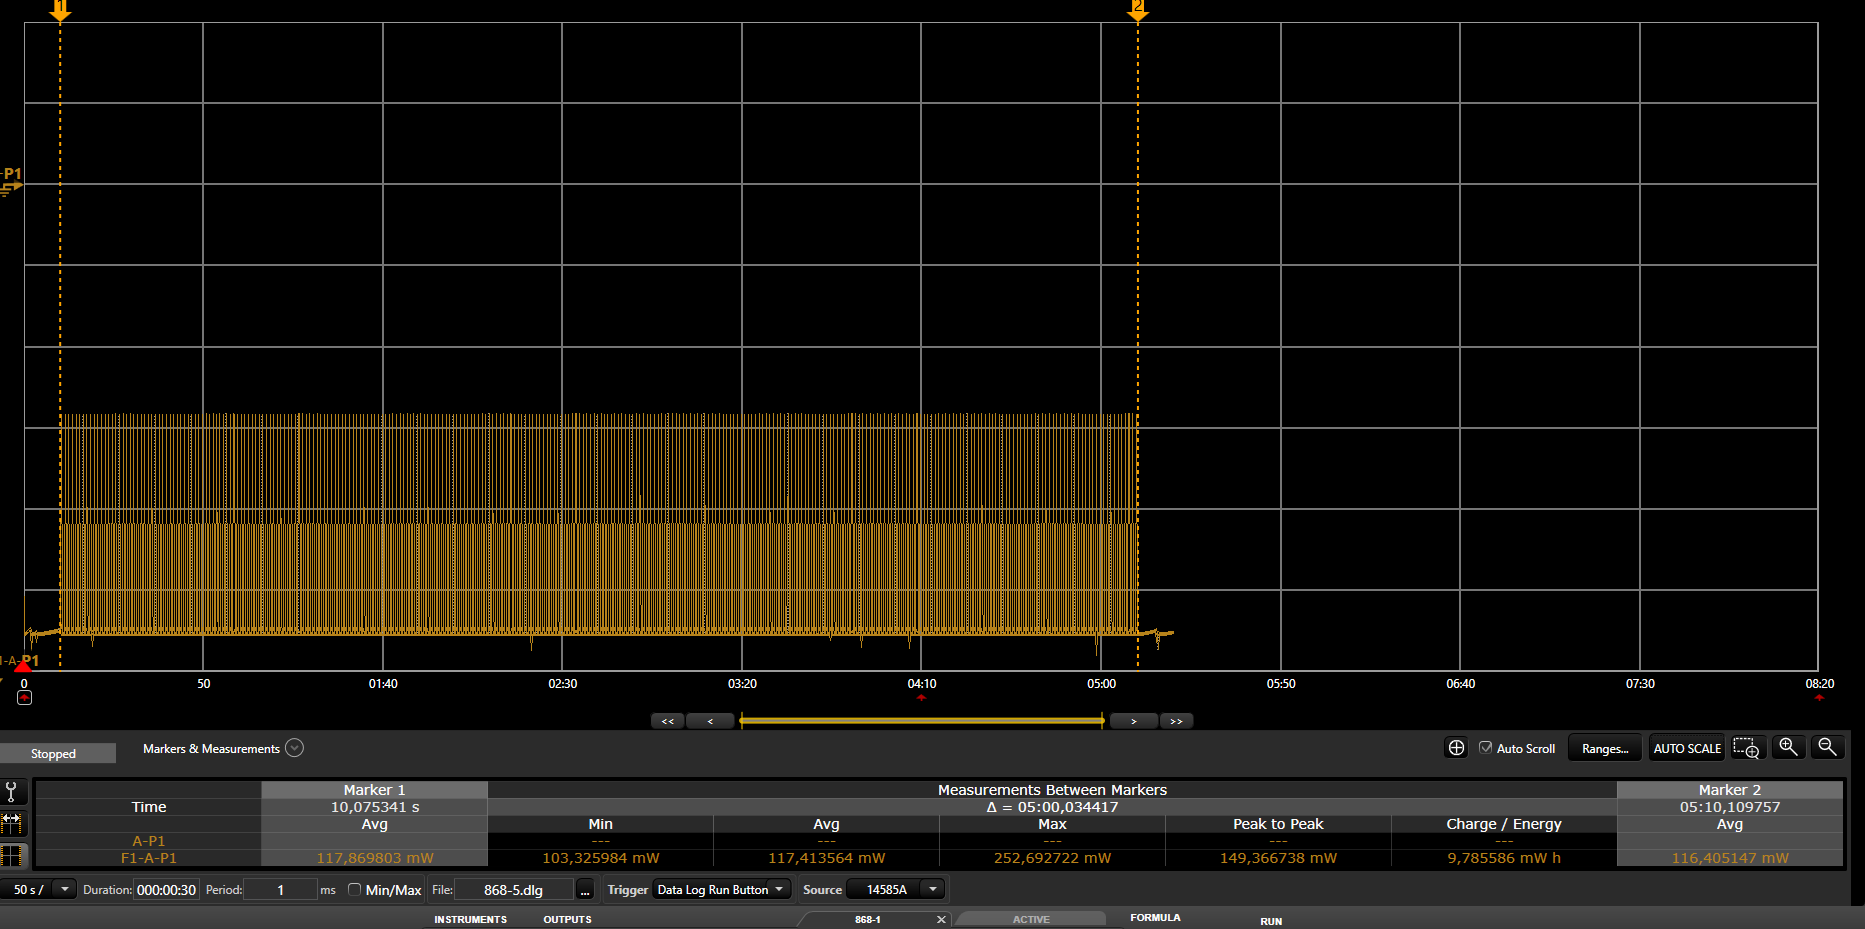 1 2
P1
-A-P1
0 50 01:40 02:30 03:20 04:10 05:00 05:50 06:40 07:30 08:20
<< < > >>
Stopped Markers & Measurements Auto Scroll Ranges... AUTO SCALE
Marker 1 Measurements Between Markers Marker 2
Time 10,075341 s Δ = 05:00,034417 05:10,109757
Avg Min Avg Max Peak to Peak Charge / Energy Avg
A-P1 --- --- --- --- ---
F1-A-P1 117,869803 mW 103,325984 mW 117,413564 mW 252,692722 mW 149,366738 mW 9,785586 mW h 116,405147 mW
50 s / Duration: 000:00:30 Period: 1 ms Min/Max File: 868-5.dlg ... Trigger Data Log Run Button Source 14585A
INSTRUMENTS OUTPUTS 868-1 ACTIVE FORMULA RUN